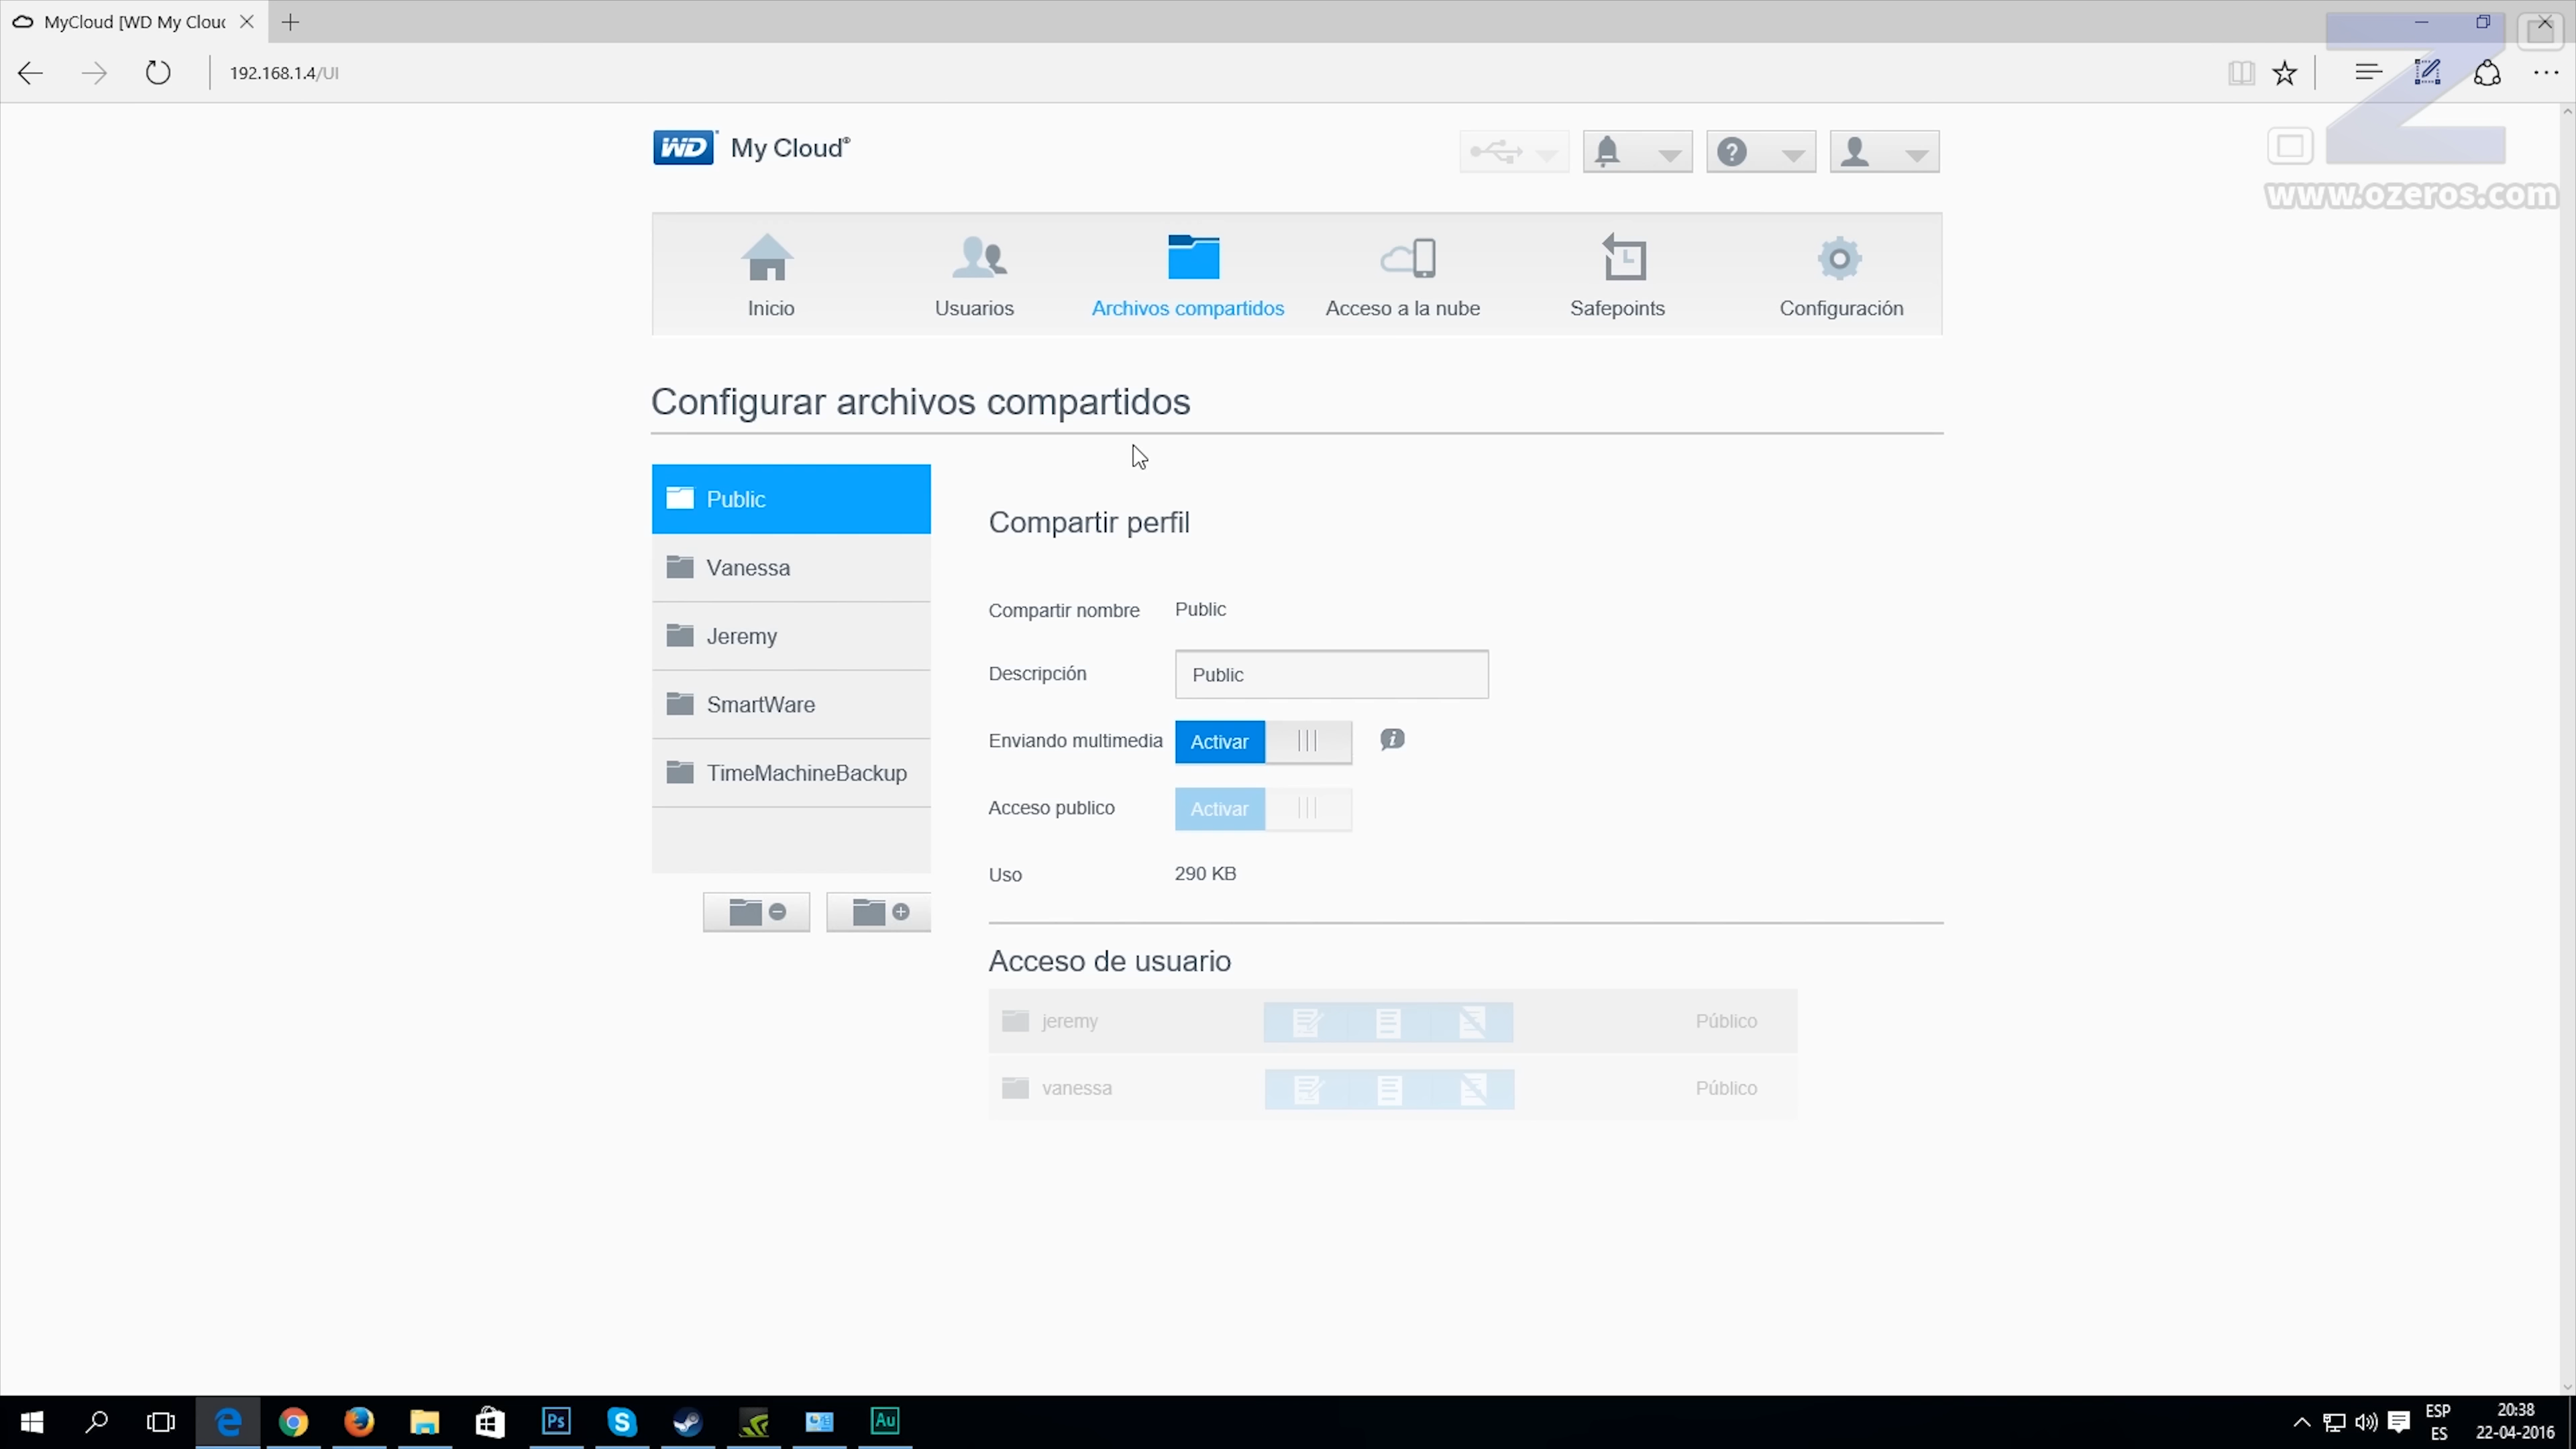 MyCloud [WD My Clou
192.168.1.4/UI
www.ozeros.com
WD My Cloud®
Inicio
Usuarios
Archivos compartidos
Acceso a la nube
Safepoints
Configuración
Configurar archivos compartidos
Public
Vanessa
Jeremy
SmartWare
TimeMachineBackup
Compartir perfil
Compartir nombre Public
Descripción Public
Enviando multimedia Activar
Acceso publico Activar
Uso 290 KB
Acceso de usuario
jeremy Público
vanessa Público
Ps
Au
ESP
ES
20:38
22-04-2016